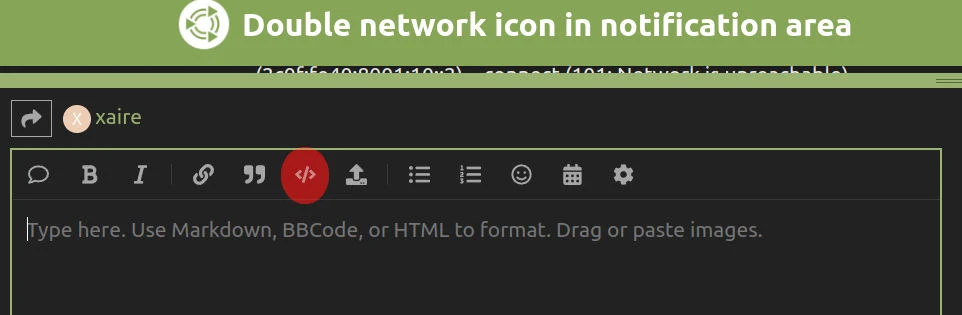 Double network icon in notification area
xaire
Type here. Use Markdown, BBCode, or HTML to format. Drag or paste images.